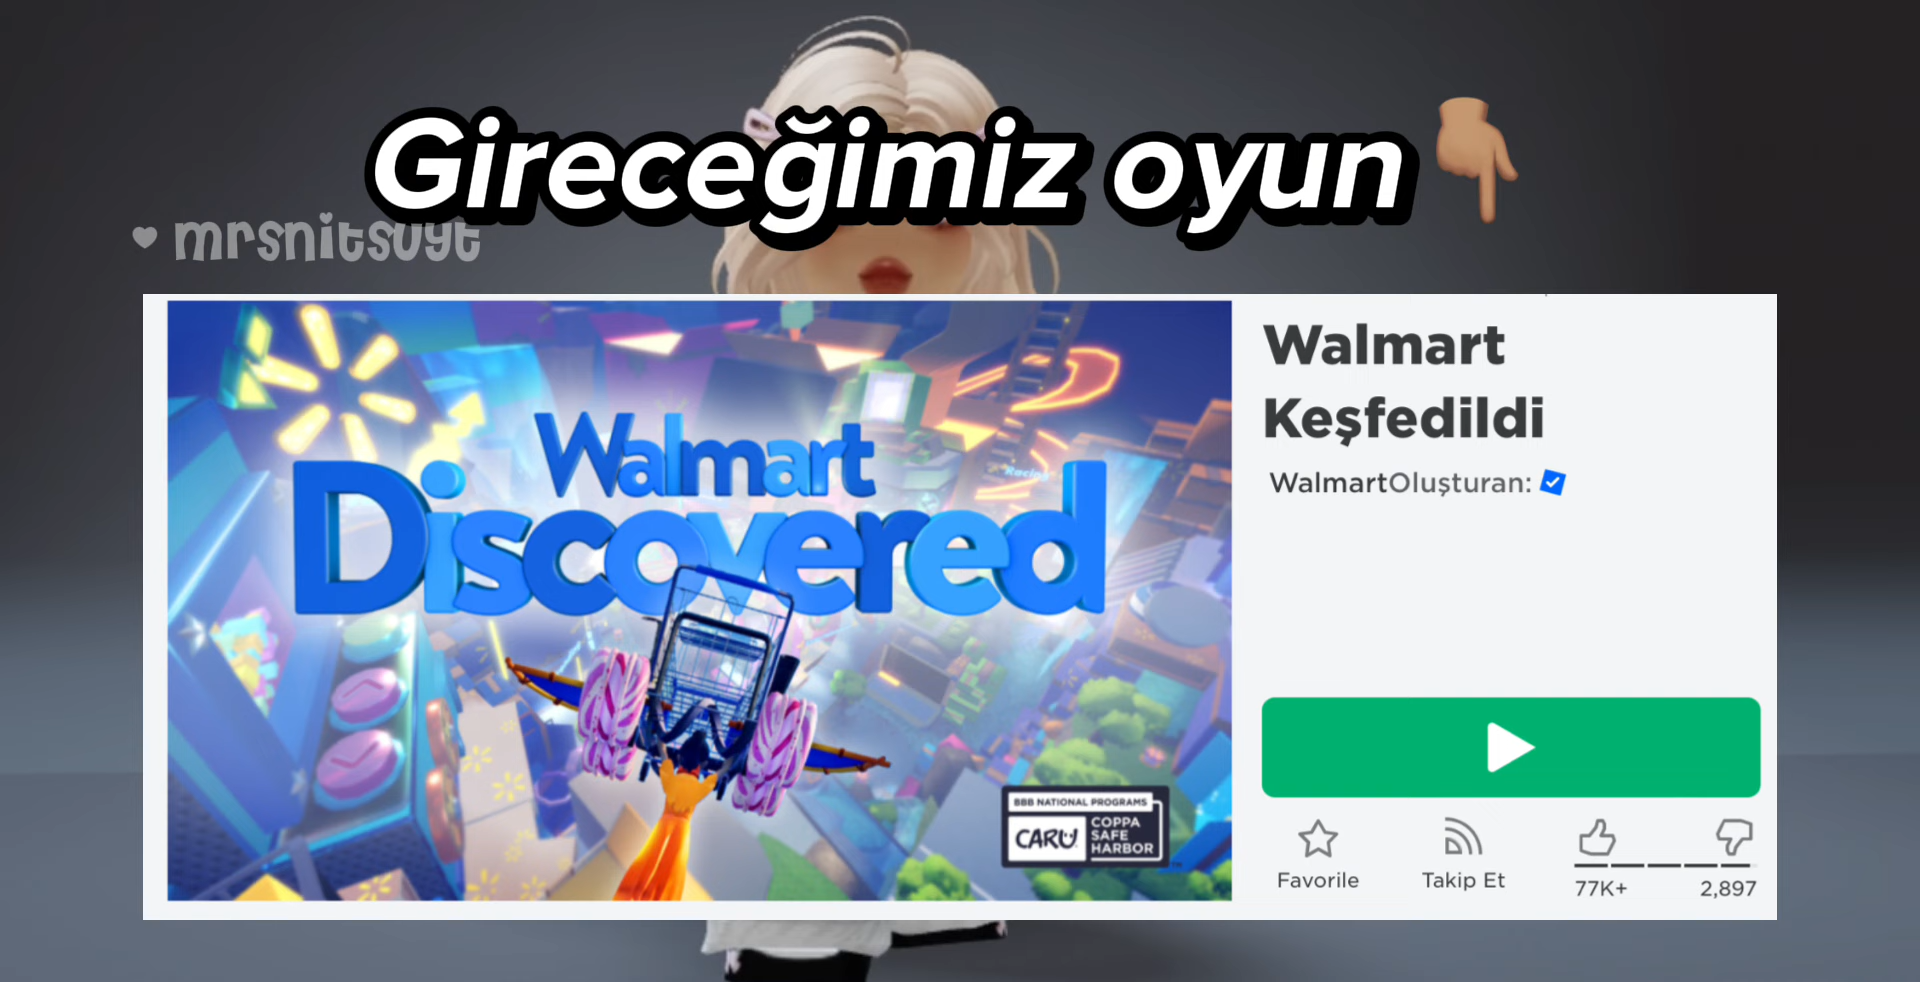 Gireceğimiz oyun
mrsnitsuyt
Walmart
Discovered
Racing
BBB NATIONAL PROGRAMS
CARU
COPPA
SAFE
HARBOR
Walmart
Keşfedildi
WalmartOluşturan:
Favorile
Takip Et
77K+
2,897